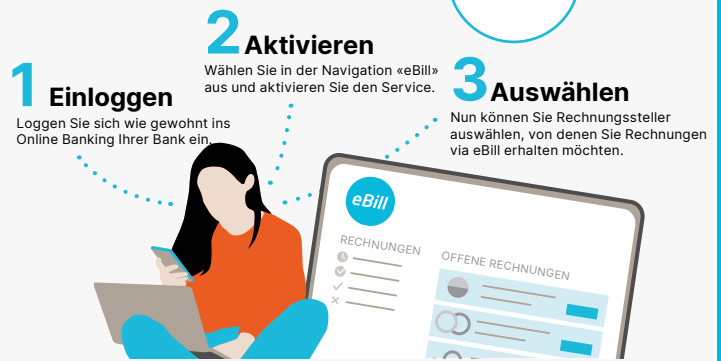 1 Einloggen
Loggen Sie sich wie gewohnt ins
Online Banking Ihrer Bank ein.
2 Aktivieren
Wählen Sie in der Navigation «eBill»
aus und aktivieren Sie den Service.
3 Auswählen
Nun können Sie Rechnungssteller
auswählen, von denen Sie Rechnungen
via eBill erhalten möchten.
eBill
RECHNUNGEN
OFFENE RECHNUNGEN